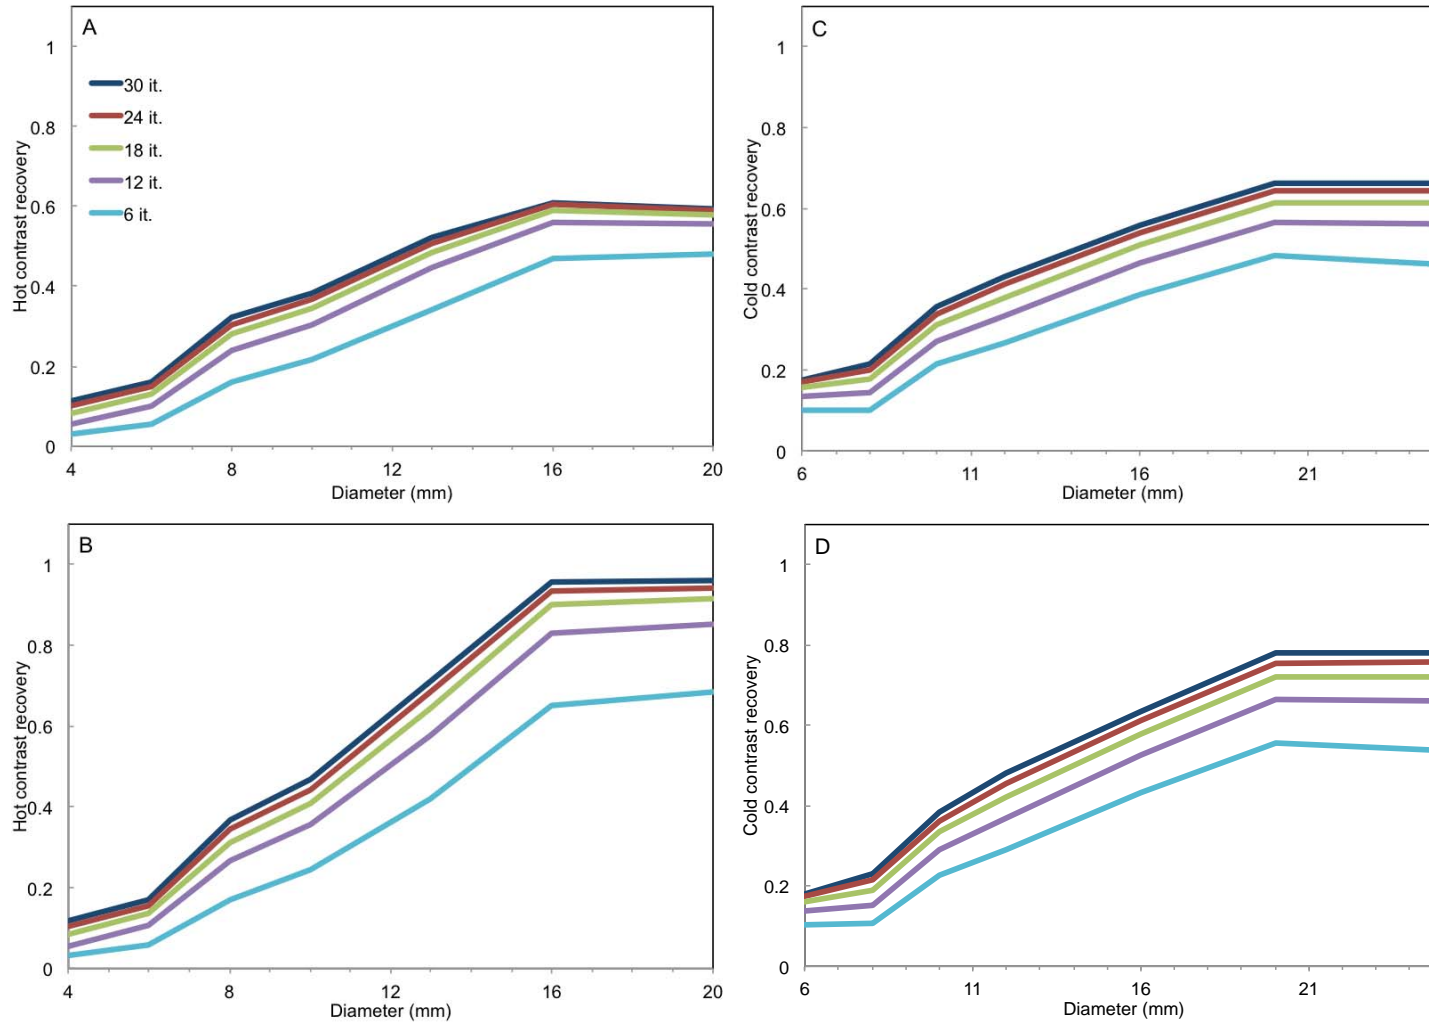 A
1
0.8
0.6
0.4
0.2
0
Hot contrast recovery
30 it.
24 it.
18 it.
12 it.
6 it.
4 8 12 16 20
Diameter (mm)
C
1
0.8
0.6
0.4
0.2
0
Cold contrast recovery
6 11 16 21
Diameter (mm)
B
1
0.8
0.6
0.4
0.2
0
Hot contrast recovery
4 8 12 16 20
Diameter (mm)
D
1
0.8
0.6
0.4
0.2
0
Cold contrast recovery
6 11 16 21
Diameter (mm)